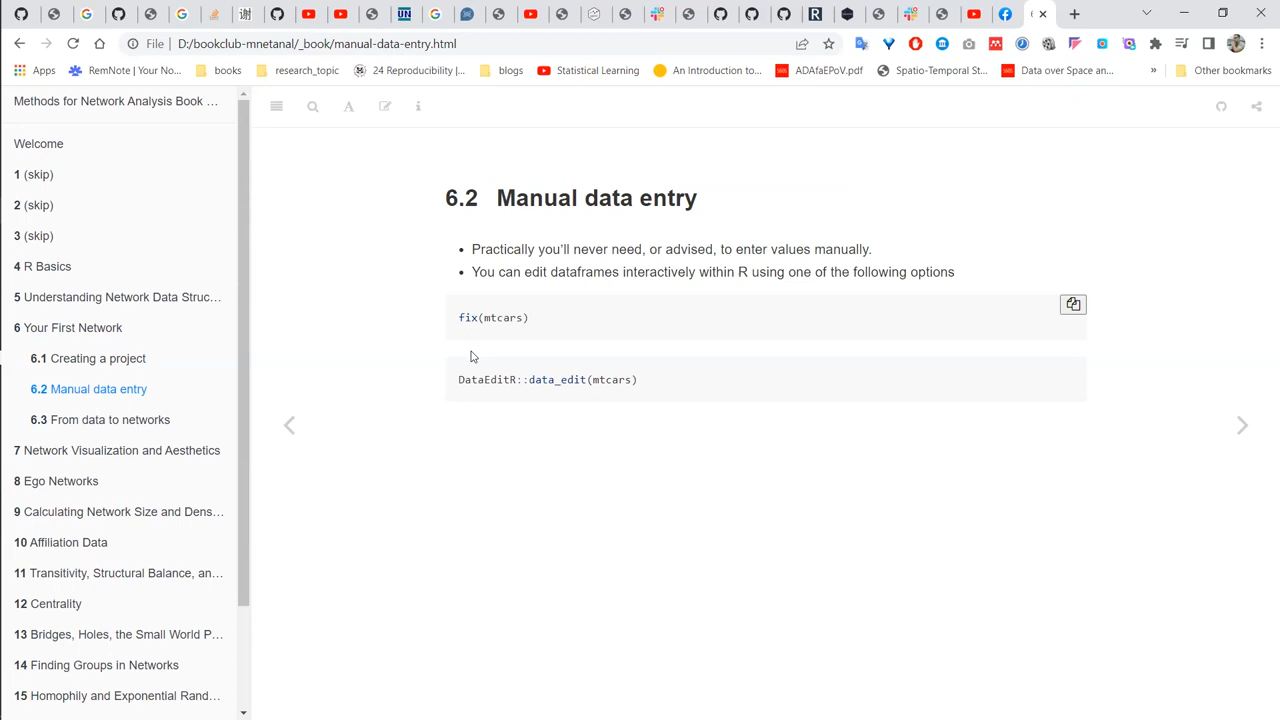 File
D:/bookclub-mnetanal/_book/manual-data-entry.html
Apps
RemNote | Your No...
books
research_topic
24 Reproducibility |...
blogs
Statistical Learning
An Introduction to...
ADAfaEPoV.pdf
Spatio-Temporal St...
Data over Space an...
»
Other bookmarks
Methods for Network Analysis Book ...
Welcome
1 (skip)
2 (skip)
3 (skip)
4 R Basics
5 Understanding Network Data Struc...
6 Your First Network
6.1 Creating a project
6.2 Manual data entry
6.3 From data to networks
7 Network Visualization and Aesthetics
8 Ego Networks
9 Calculating Network Size and Dens...
10 Affiliation Data
11 Transitivity, Structural Balance, an...
12 Centrality
13 Bridges, Holes, the Small World P...
14 Finding Groups in Networks
15 Homophily and Exponential Rand...
6.2 Manual data entry
• Practically you'll never need, or advised, to enter values manually.
• You can edit dataframes interactively within R using one of the following options
fix(mtcars)
DataEditR::data_edit(mtcars)